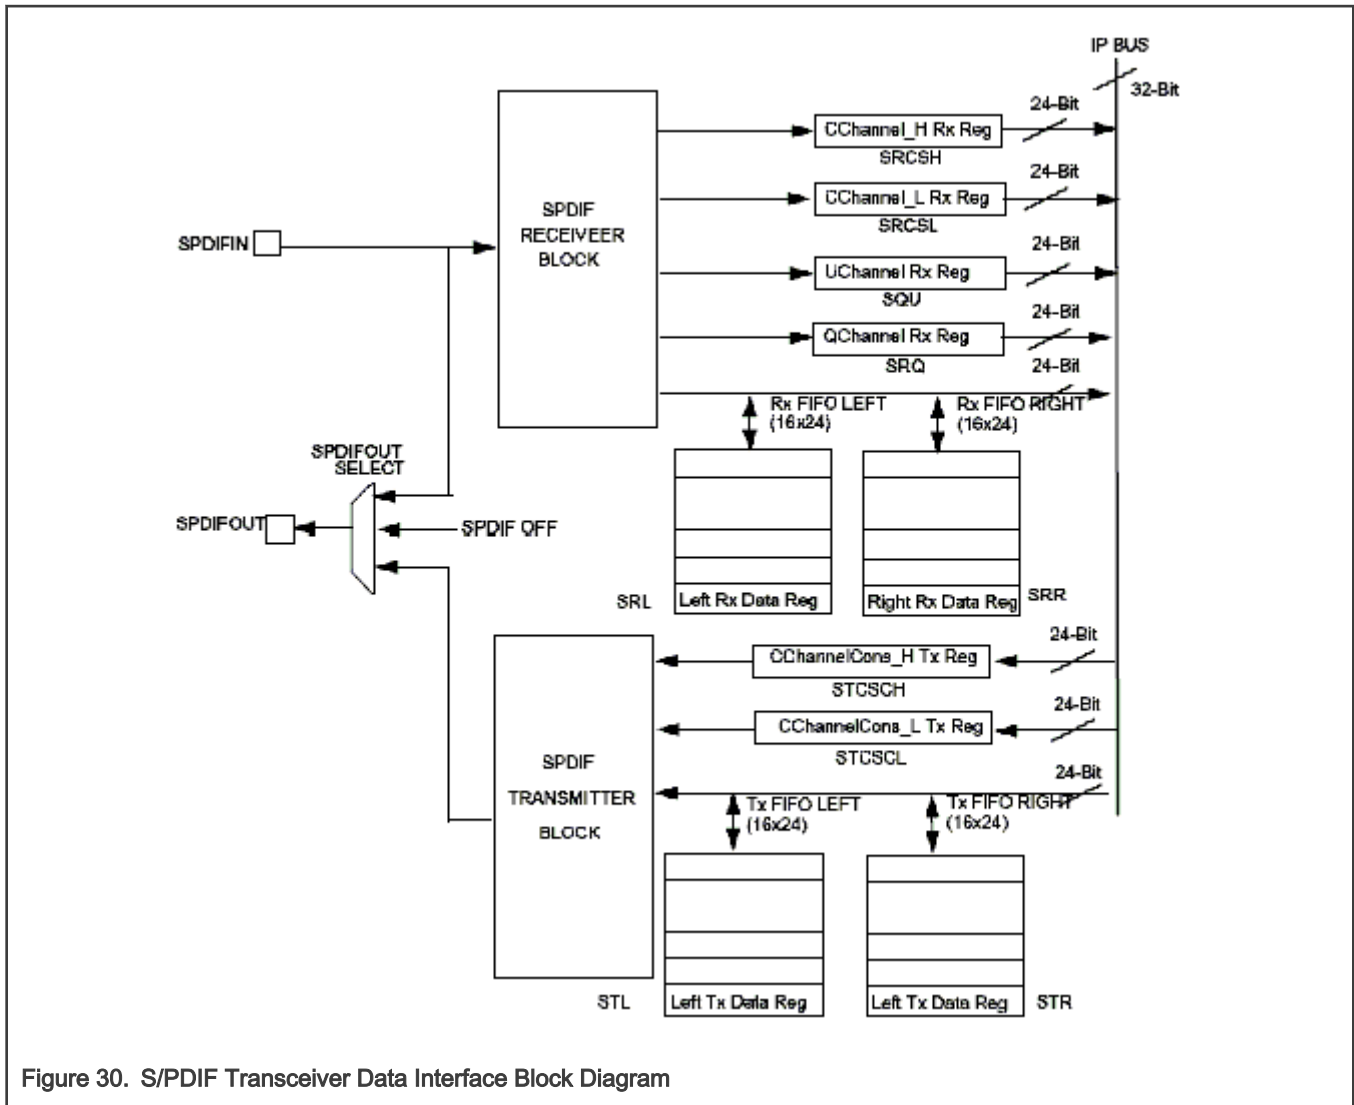 IP BUS
32-Bit
24-Bit
CChannel_H Rx Reg
SRCSH
24-Bit
CChannel_L Rx Reg
SRCSL
SPDIF
RECEIVEER
BLOCK
SPDIFIN
24-Bit
UChannel Rx Reg
SQU
24-Bit
QChannel Rx Reg
SRQ
24-Bit
Rx FIFO LEFT
(16x24)
Rx FIFO RIGHT
(16x24)
SPDIFOUT
SELECT
SPDIFOUT
SPDIF OFF
SRL
Left Rx Data Reg
Right Rx Data Reg
SRR
24-Bit
CChannelCons_H Tx Reg
STCSCH
24-Bit
CChannelCons_L Tx Reg
STCSCL
SPDIF
TRANSMITTER
BLOCK
24-Bit
Tx FIFO LEFT
(16x24)
Tx FIFO RIGHT
(16x24)
STL
Left Tx Data Reg
Left Tx Data Reg
STR
Figure 30. S/PDIF Transceiver Data Interface Block Diagram